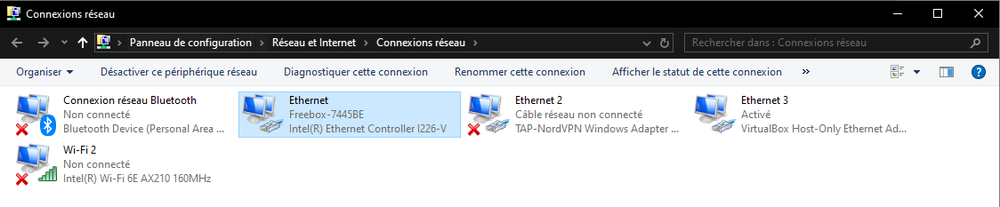 Connexions réseau
Panneau de configuration > Réseau et Internet > Connexions réseau >
Rechercher dans : Connexions réseau
Organiser Désactiver ce périphérique réseau Diagnostiquer cette connexion Renommer cette connexion Afficher le statut de cette connexion »
Connexion réseau Bluetooth
Non connecté
Bluetooth Device (Personal Area ...
Ethernet
Freebox-7445BE
Intel(R) Ethernet Controller I226-V
Ethernet 2
Câble réseau non connecté
TAP-NordVPN Windows Adapter ...
Ethernet 3
Activé
VirtualBox Host-Only Ethernet Ad...
Wi-Fi 2
Non connecté
Intel(R) Wi-Fi 6E AX210 160MHz